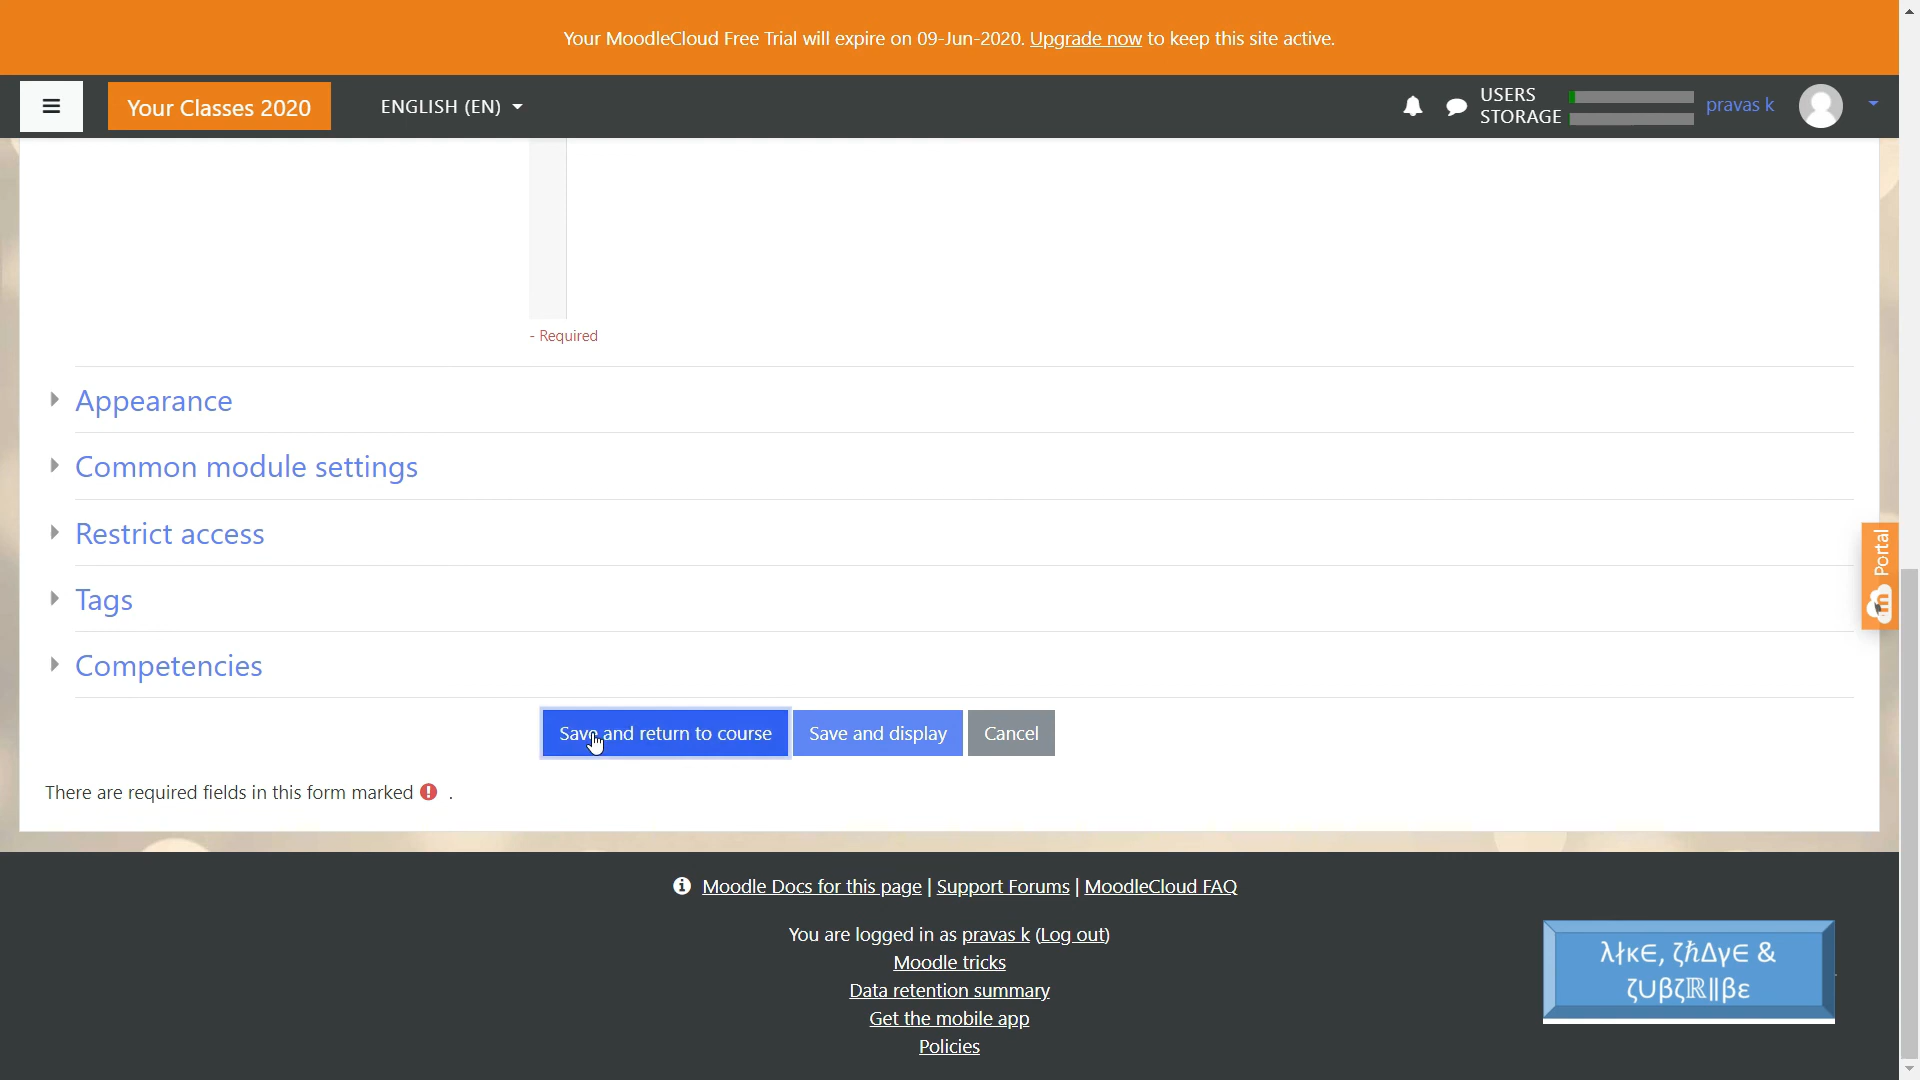 Your MoodleCloud Free Trial will expire on 09-Jun-2020. Upgrade now to keep this site active.
Your Classes 2020
ENGLISH (EN)
USERS
STORAGE
pravas k
- Required
Appearance
Common module settings
Restrict access
Tags
Competencies
Save and return to course
Save and display
Cancel
There are required fields in this form marked .
Portal
Moodle Docs for this page | Support Forums | MoodleCloud FAQ
You are logged in as pravas k (Log out)
Moodle tricks
Data retention summary
Get the mobile app
Policies
λłκ∈, ζℏΔγ∈ &
ζ∪βζℝ‖βε